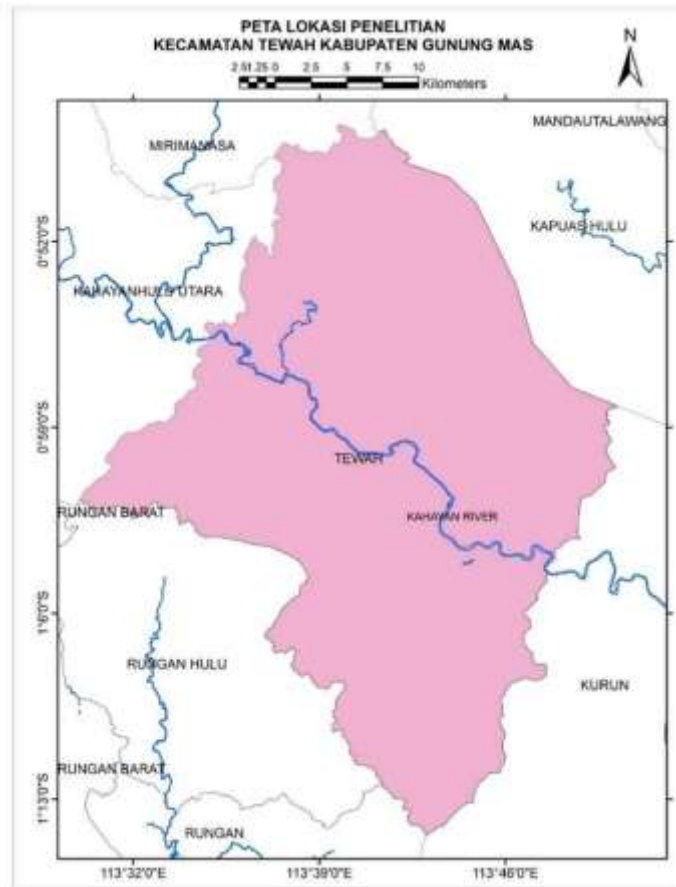 PETA LOKASI PENELITIAN
KECAMATAN TEWAH KABUPATEN GUNUNG MAS
N
2.51.25 0 2.5 5 7.5 10
Kilometers
MANDAUTALAWANG
MIRIMANASA
KAPUAS HULU
0°52'0"S
KAHAYANHULU UTARA
0°59'0"S
TEWAH
RUNGAN BARAT
KAHAYAN RIVER
1°6'0"S
RUNGAN HULU
KURUN
RUNGAN BARAT
1°13'0"S
RUNGAN
113°32'0"E 113°39'0"E 113°46'0"E